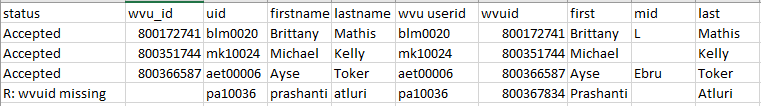 status wvu_id uid firstname lastname wvu userid wvuid first mid last
Accepted 800172741 blm0020 Brittany Mathis blm0020 800172741 Brittany L Mathis
Accepted 800351744 mk10024 Michael Kelly mk10024 800351744 Michael Kelly
Accepted 800366587 aet00006 Ayse Toker aet00006 800366587 Ayse Ebru Toker
R: wvuid missing pa10036 prashanti atluri pa10036 800367834 Prashanti Atluri